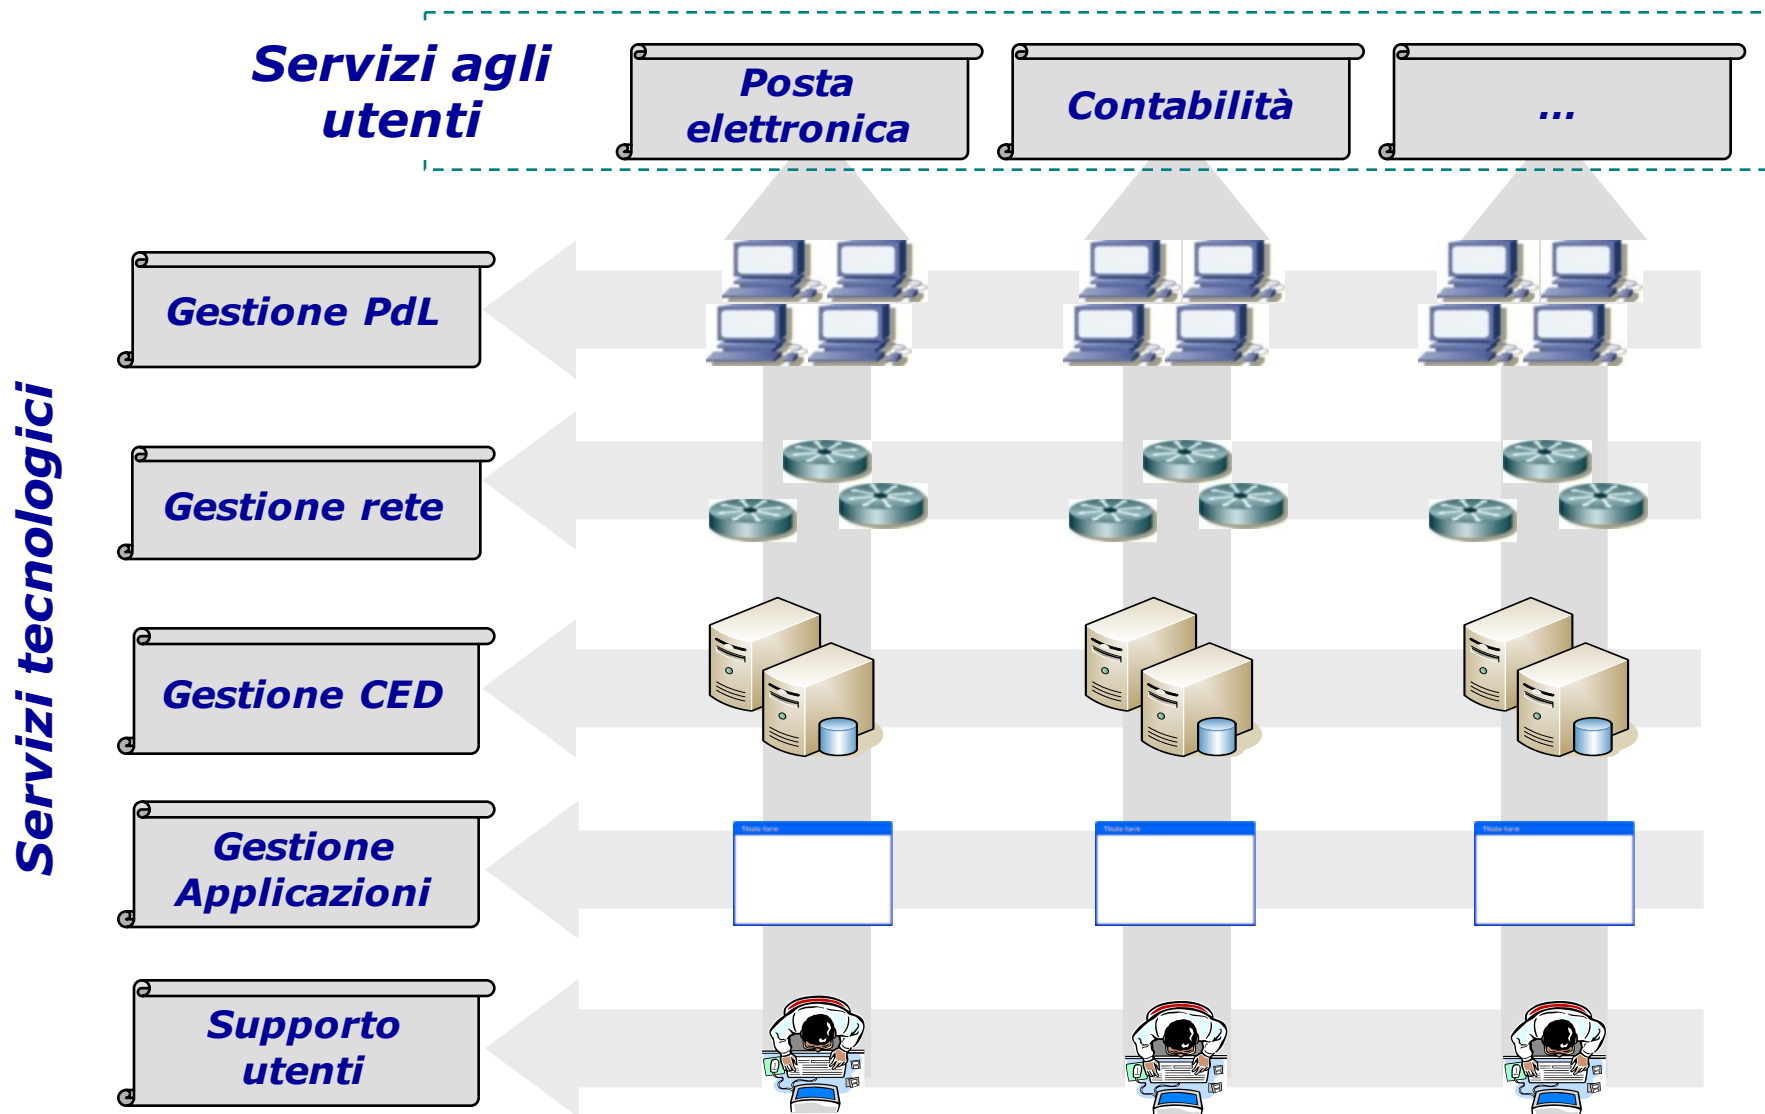 Servizi agli
utenti
Posta
elettronica
Contabilità
...
Servizi tecnologici
Gestione PdL
Gestione rete
Gestione CED
Gestione
Applicazioni
Supporto
utenti